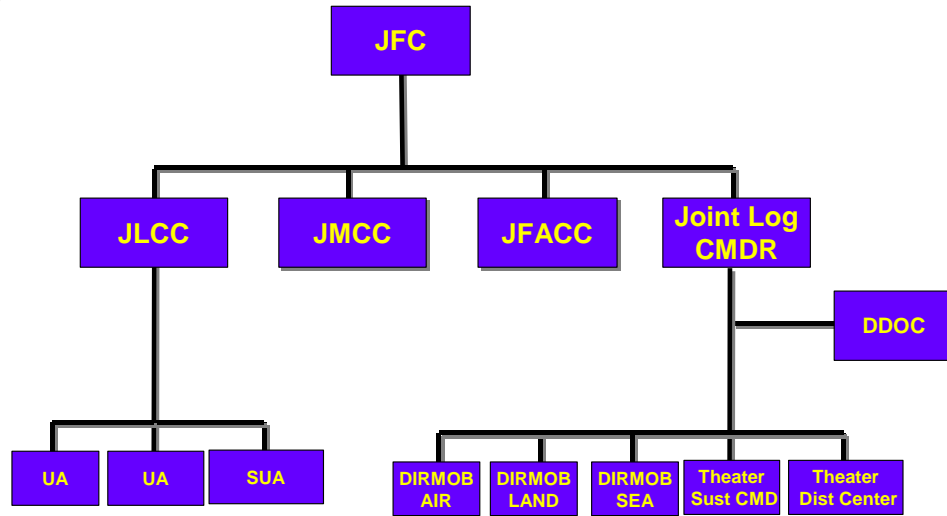 JFC
JLCC
JMCC
JFACC
Joint Log
CMDR
DDOC
UA
UA
SUA
DIRMOB
AIR
DIRMOB
LAND
DIRMOB
SEA
Theater
Sust CMD
Theater
Dist Center